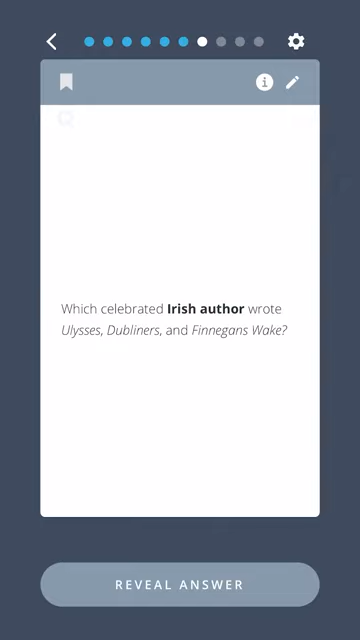 Which celebrated Irish author wrote
Ulysses, Dubliners, and Finnegans Wake?
REVEAL ANSWER